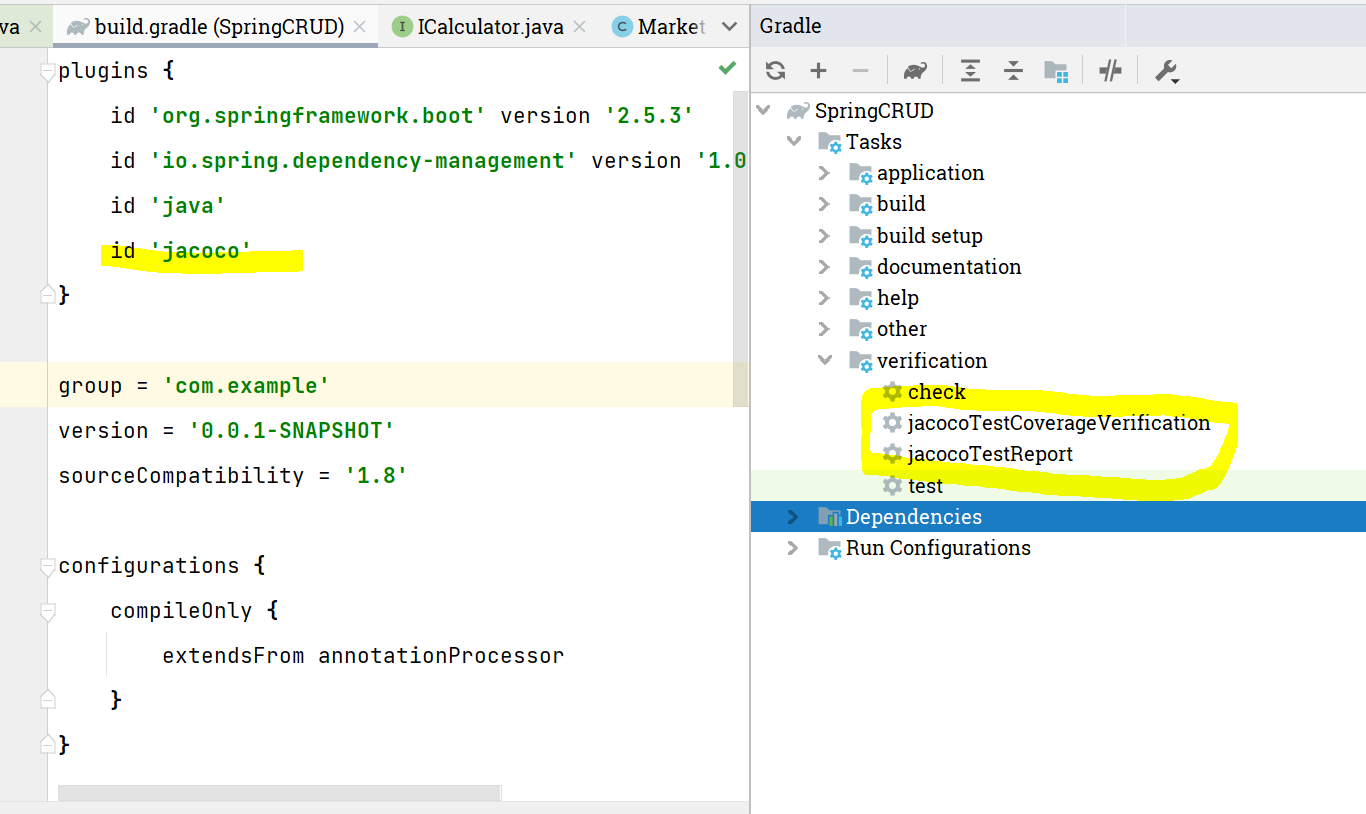 va
build.gradle (SpringCRUD)
I ICalculator.java
C Market
plugins {
id 'org.springframework.boot' version '2.5.3'
id 'io.spring.dependency-management' version '1.0
id 'java'
id 'jacoco'
}
group = 'com.example'
version = '0.0.1-SNAPSHOT'
sourceCompatibility = '1.8'
configurations {
compileOnly {
extendsFrom annotationProcessor
}
}
Gradle
SpringCRUD
Tasks
application
build
build setup
documentation
help
other
verification
check
jacocoTestCoverageVerification
jacocoTestReport
test
Dependencies
Run Configurations